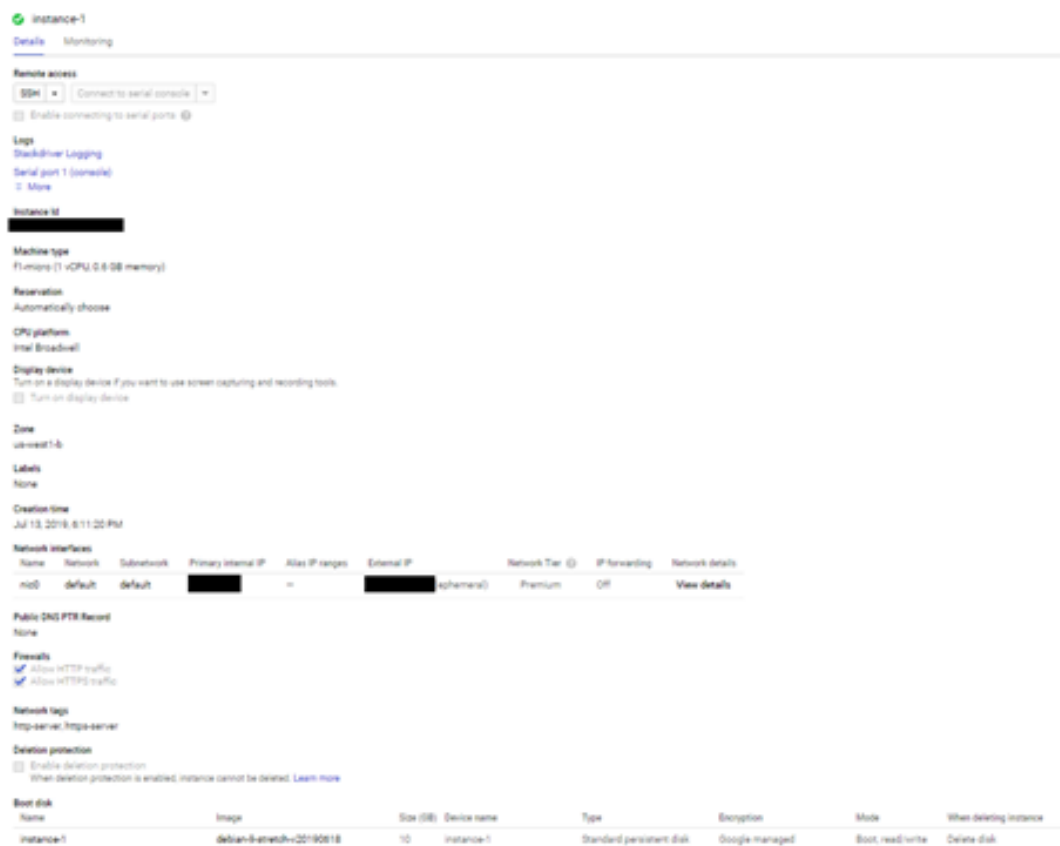 instance-1
Details Monitoring
Remote access
SSH Connect to serial console
Enable connecting to serial ports
Logs
Stackdriver Logging
Serial port 1 (console)
More
Instance Id
Machine type
f1-micro (1 vCPU, 0.6 GB memory)
Reservation
Automatically choose
CPU platform
Intel Broadwell
Display device
Turn on a display device if you want to use screen capturing and recording tools.
Turn on display device
Zone
us-west1-b
Labels
None
Creation time
Jul 13, 2019, 6:11:20 PM
Network interfaces
Name Network Subnetwork Primary internal IP Alias IP ranges External IP Network Tier IP forwarding Network details
nic0 default default — ephemeral) Premium Off View details
Public DNS PTR Record
None
Firewalls
Allow HTTP traffic
Allow HTTPS traffic
Network tags
http-server, https-server
Deletion protection
Enable deletion protection
When deletion protection is enabled, instance cannot be deleted. Learn more
Boot disk
Name Image Size (GB) Device name Type Encryption Mode When deleting instance
instance-1 debian-9-stretch-v20190618 10 instance-1 Standard persistent disk Google managed Boot, read/write Delete disk